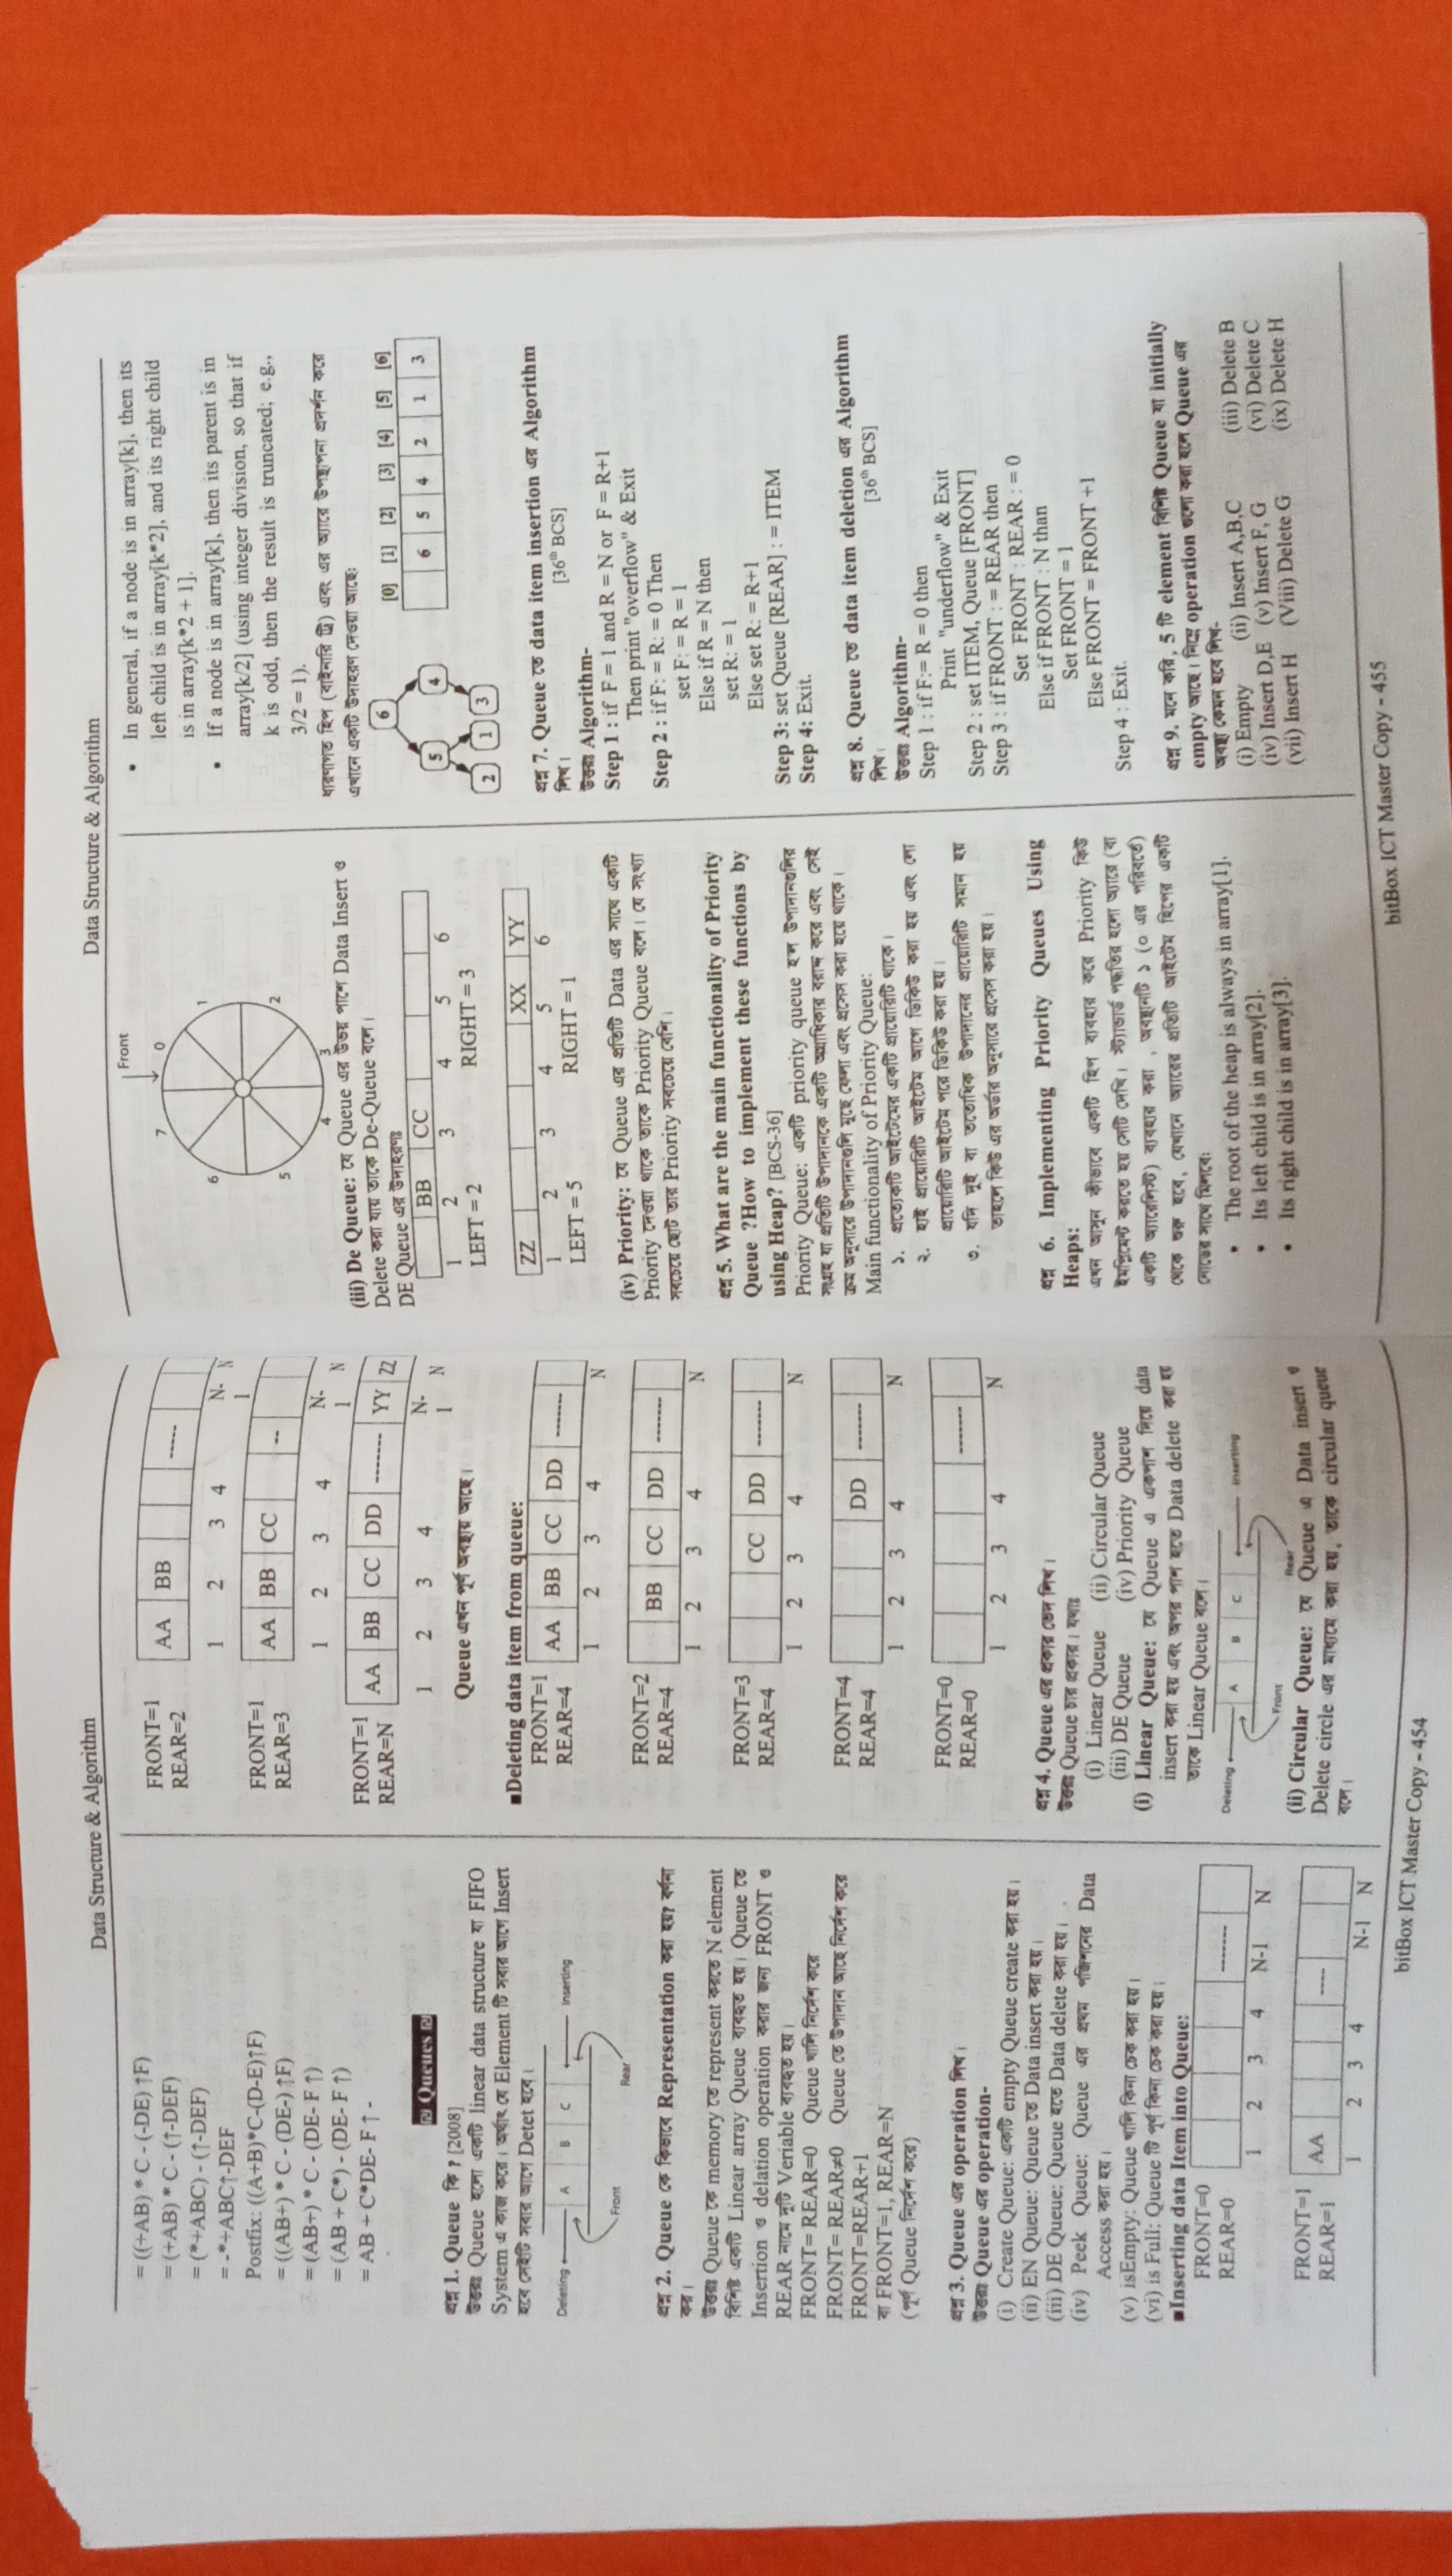 Data Structure & Algorithm
= ((+AB) * C - (-DE) ↑F)
= (+AB) * C - (↑-DEF)
= (*+ABC) - (↑-DEF)
= -*+ABC↑-DEF
Postfix: ((A+B)*C-(D-E)↑F)
= ((AB+) * C - (DE-) ↑F)
= (AB+) * C - (DE- F ↑)
= (AB + C*) - (DE- F ↑)
= AB + C*DE- F ↑ -
Queues
প্রশ্ন 1. Queue কি ? [2008]
উত্তরঃ Queue হলো একটি linear data structure যা FIFO
System এ কাজ করে। অর্থাৎ যে Element টি সবার আগে Insert
হবে সেইটি সবার আগে Detet হবে।
Deleting A B C Inserting
Front
Rear
প্রশ্ন 2. Queue কে কিভাবে Representation করা হয়? বর্ণনা
কর।
উত্তরঃ Queue কে memory তে represent করতে N element
বিশিষ্ট একটি Linear array Queue ব্যবহৃত হয়। Queue তে
Insertion ও delation operation করার জন্য FRONT ও
REAR নামে দুটি Veriable ব্যবহৃত হয়।
FRONT= REAR=0 Queue খালি নির্দেশ করে
FRONT= REAR≠0 Queue তে উপাদান আছে নির্দেশ করে
FRONT=REAR+1
বা FRONT=1, REAR=N
(পূর্ণ Queue নির্দেশ করে)
প্রশ্ন 3. Queue এর operation লিখ।
উত্তরঃ Queue এর operation-
(i) Create Queue: একটি empty Queue create করা হয়।
(ii) EN Queue: Queue তে Data insert করা হয়।
(iii) DE Queue: Queue হতে Data delete করা হয়।
(iv) Peek Queue: Queue এর প্রথম পজিশনের Data
Access করা হয়।
(v) isEmpty: Queue খালি কিনা চেক করা হয়।
(vi) is Full: Queue টি পূর্ণ কিনা চেক করা হয়।
■Inserting data Item into Queue:
FRONT=0
REAR=0 -------
1 2 3 4 N-1 N
FRONT=1
REAR=1 AA ----
1 2 3 4 N-1 N
FRONT=1
REAR=2 AA BB -----
1 2 3 4 N-1 N
FRONT=1
REAR=3 AA BB CC --
1 2 3 4 N-1 N
FRONT=1
REAR=N AA BB CC DD ------- YY ZZ
1 2 3 4 N-1 N
Queue এখন পূর্ণ অবস্থায় আছে।
■Deleting data item from queue:
FRONT=1
REAR=4 AA BB CC DD -------
1 2 3 4 N
FRONT=2
REAR=4 BB CC DD -------
1 2 3 4 N
FRONT=3
REAR=4 CC DD -------
1 2 3 4 N
FRONT=4
REAR=4 DD -------
1 2 3 4 N
FRONT=0
REAR=0 -------
1 2 3 4 N
প্রশ্ন 4. Queue এর প্রকার ভেদ লিখ।
উত্তরঃ Queue চার প্রকার। যথাঃ
(i) Linear Queue (ii) Circular Queue
(iii) DE Queue (iv) Priority Queue
(i) Linear Queue: যে Queue এ একপাশ দিয়ে data
insert করা হয় এবং অপর পাশ হতে Data delete করা হয়
তাকে Linear Queue বলে।
Deleting A B C Inserting
Front
Rear
(ii) Circular Queue: যে Queue এ Data insert ও
Delete circle এর মাধ্যমে করা হয়, তাকে circular queue
বলে।
bitBox ICT Master Copy - 454
Data Structure & Algorithm
Front
7 0
6 1
5 2
4 3
(iii) De Queue: যে Queue এর উভয় পাশে Data Insert ও
Delete করা যায় তাকে De-Queue বলে।
DE Queue এর উদাহরণঃ
BB CC
1 2 3 4 5 6
LEFT = 2 RIGHT = 3
ZZ XX YY
1 2 3 4 5 6
LEFT = 5 RIGHT = 1
(iv) Priority: যে Queue এর প্রতিটি Data এর সাথে একটি
Priority দেওয়া থাকে তাকে Priority Queue বলে। যে সংখ্যা
সবচেয়ে ছোট তার Priority সবচেয়ে বেশি।
প্রশ্ন 5. What are the main functionality of Priority
Queue ?How to implement these functions by
using Heap? [BCS-36]
Priority Queue: একটি priority queue হল উপাদানগুলির
সংগ্রহ যা প্রতিটি উপাদানকে একটি অগ্রাধিকার বরাদ্দ করে এবং সেই
ক্রম অনুসারে উপাদানগুলি মুছে ফেলা এবং প্রসেস করা হয়ে থাকে।
Main functionality of Priority Queue:
১. প্রত্যেকটি আইটেমের একটি প্রায়োরিটি থাকে।
২. হাই প্রায়োরিটি আইটেম আগে ডিকিউ করা হয় এবং লো
প্রায়োরিটি আইটেম পরে ডিকিউ করা হয়।
৩. যদি দুই বা ততোধিক উপাদানের প্রায়োরিটি সমান হয়
তাহলে কিউ এর অর্ডার অনুসারে প্রসেস করা হয়।
প্রশ্ন 6. Implementing Priority Queues Using
Heaps:
এখন আসুন কীভাবে একটি হিপ ব্যবহার করে Priority কিউ
ইমপ্লিমেন্ট করতে হয় সেটি দেখি। স্ট্যান্ডার্ড পদ্ধতির হলো অ্যারে (বা
একটি অ্যারেলিস্ট) ব্যবহার করা , অবস্থানটি ১ (০ এর পরিবর্তে)
থেকে শুরু হবে, যেখানে অ্যারের প্রতিটি আইটেম হিপের একটি
নোডের সাথে মিলবেঃ
• The root of the heap is always in array[1].
• Its left child is in array[2].
• Its right child is in array[3].
• In general, if a node is in array[k], then its
left child is in array[k*2], and its right child
is in array[k*2 + 1].
• If a node is in array[k], then its parent is in
array[k/2] (using integer division, so that if
k is odd, then the result is truncated; e.g.,
3/2 = 1).
ধারণাগত হিপ (বাইনারি ট্রি) এবং এর অ্যারে উপস্থাপনা প্রদর্শন করে
এখানে একটি উদাহরণ দেওয়া আছেঃ
6
5 4
2 1 3
[0] [1] [2] [3] [4] [5] [6]
6 5 4 2 1 3
প্রশ্ন 7. Queue তে data item insertion এর Algorithm
লিখ। [36th BCS]
উত্তরঃ Algorithm-
Step 1 : if F = 1 and R = N or F = R+1
Then print "overflow" & Exit
Step 2 : if F: = R: = 0 Then
set F: = R = 1
Else if R = N then
set R: = 1
Else set R: = R+1
Step 3: set Queue [REAR] : = ITEM
Step 4: Exit.
প্রশ্ন 8. Queue তে data item deletion এর Algorithm
লিখ। [36th BCS]
উত্তরঃ Algorithm-
Step 1 : if F:= R = 0 then
Print "underflow" & Exit
Step 2 : set ITEM, Queue [FRONT]
Step 3 : if FRONT : = REAR then
Set FRONT : REAR : = 0
Else if FRONT : N than
Set FRONT = 1
Else FRONT = FRONT +1
Step 4 : Exit.
প্রশ্ন 9. মনে করি, 5 টি element বিশিষ্ট Queue যা initially
empty আছে। নিম্নে operation গুলো করা হলে Queue এর
অবস্থা কেমন হবে লিখ-
(i) Empty (ii) Insert A,B,C (iii) Delete B
(iv) Insert D,E (v) Insert F, G (vi) Delete C
(vii) Insert H (Viii) Delete G (ix) Delete H
bitBox ICT Master Copy - 455